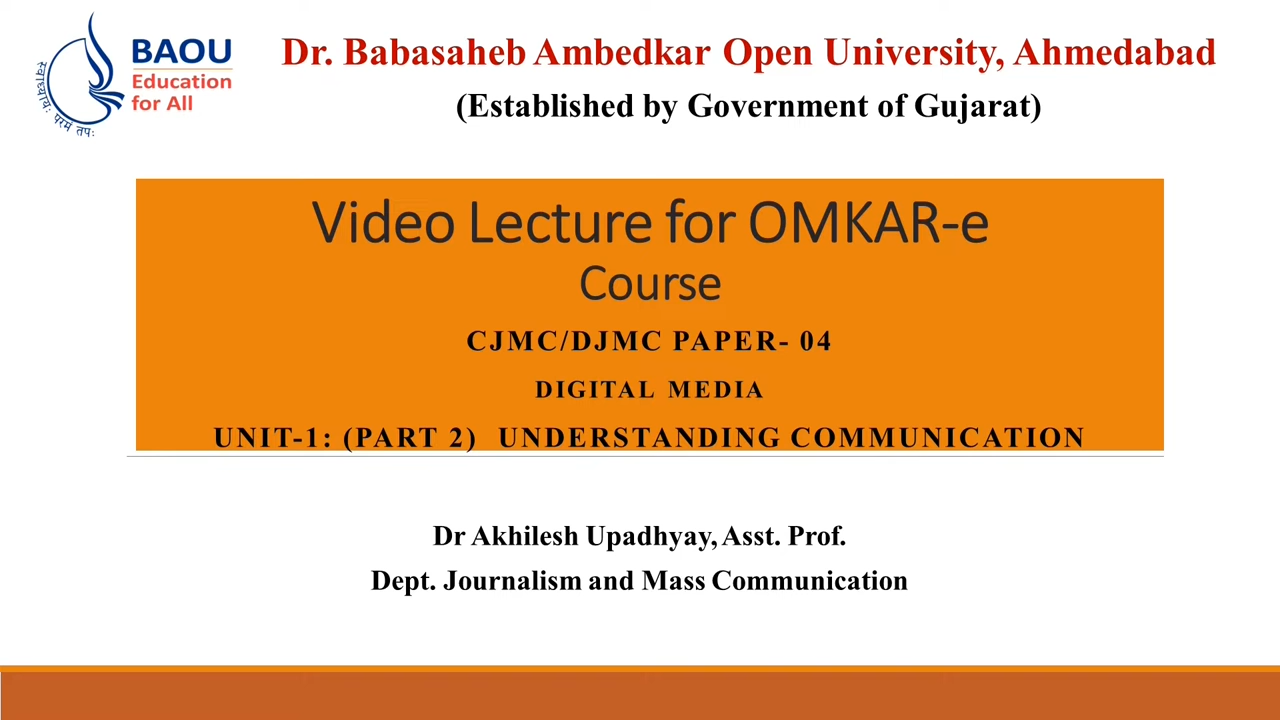 BAOU
Education
for All
स्वाध्यायः परमं तपः
Dr. Babasaheb Ambedkar Open University, Ahmedabad
(Established by Government of Gujarat)
Video Lecture for OMKAR-e
Course
CJMC/DJMC PAPER- 04
DIGITAL MEDIA
UNIT-1: (PART 2) UNDERSTANDING COMMUNICATION
Dr Akhilesh Upadhyay, Asst. Prof.
Dept. Journalism and Mass Communication